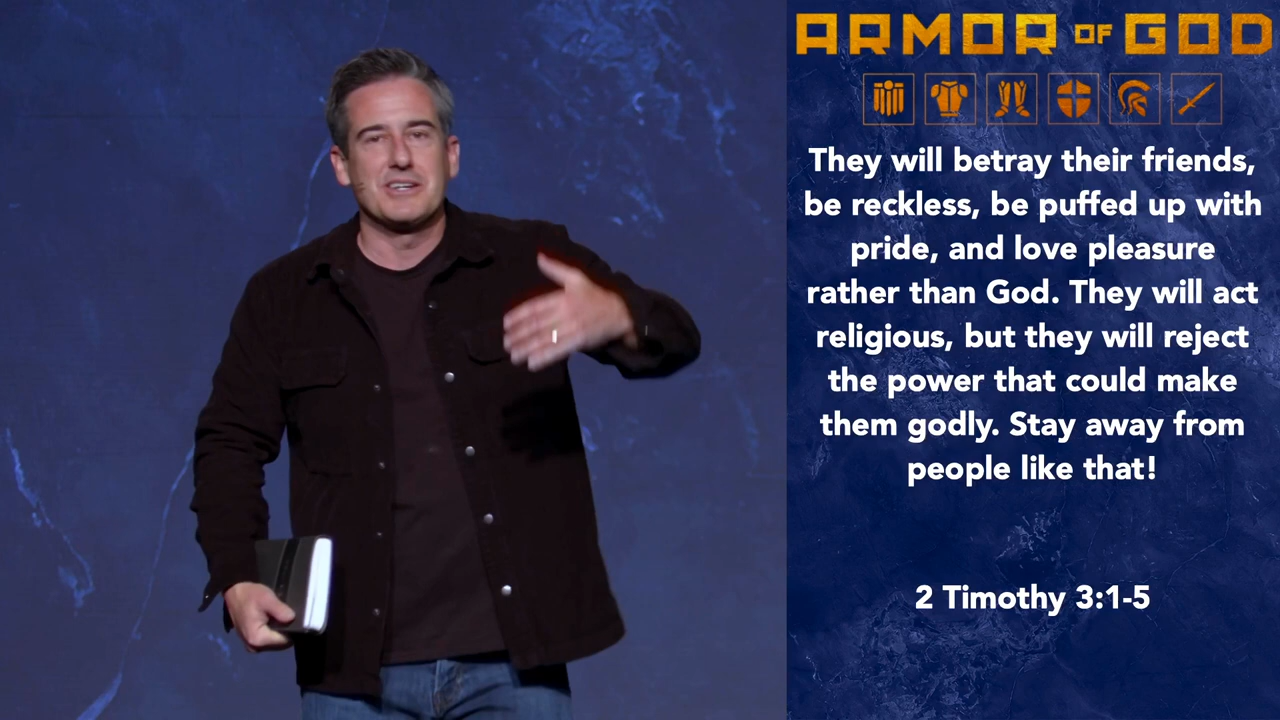 ARMOR OF GOD
They will betray their friends,
be reckless, be puffed up with
pride, and love pleasure
rather than God. They will act
religious, but they will reject
the power that could make
them godly. Stay away from
people like that!
2 Timothy 3:1-5